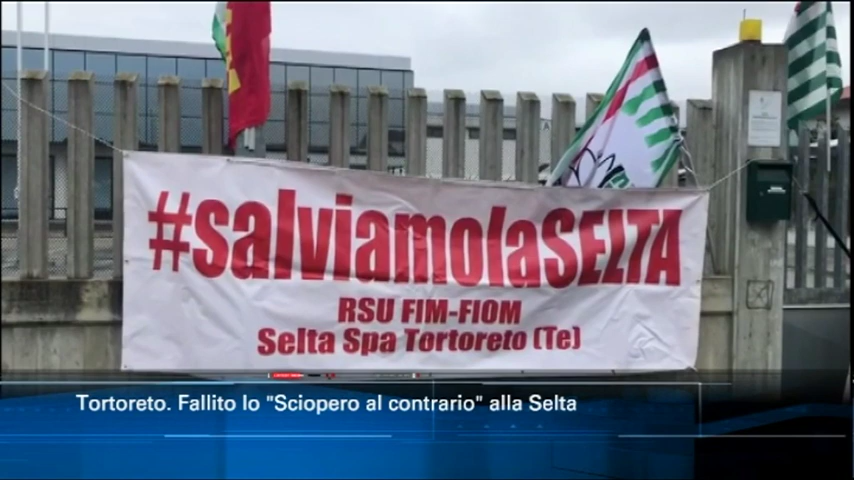 #salviamolaSELTA
RSU FIM-FIOM
Selta Spa Tortoreto (Te)
Tortoreto. Fallito lo "Sciopero al contrario" alla Selta